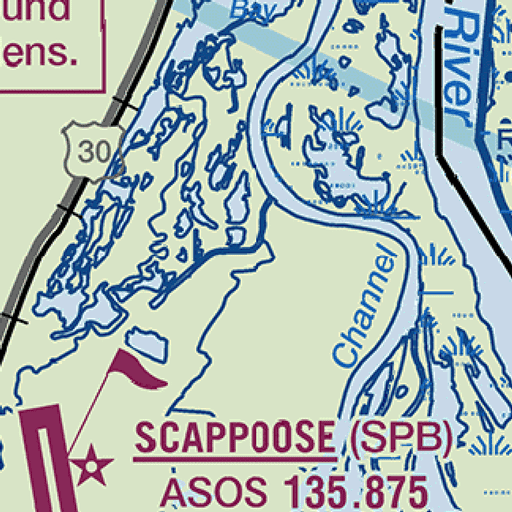 und
ens.
Bay
River
30
Channel
SCAPPOOSE (SPB)
ASOS 135.875